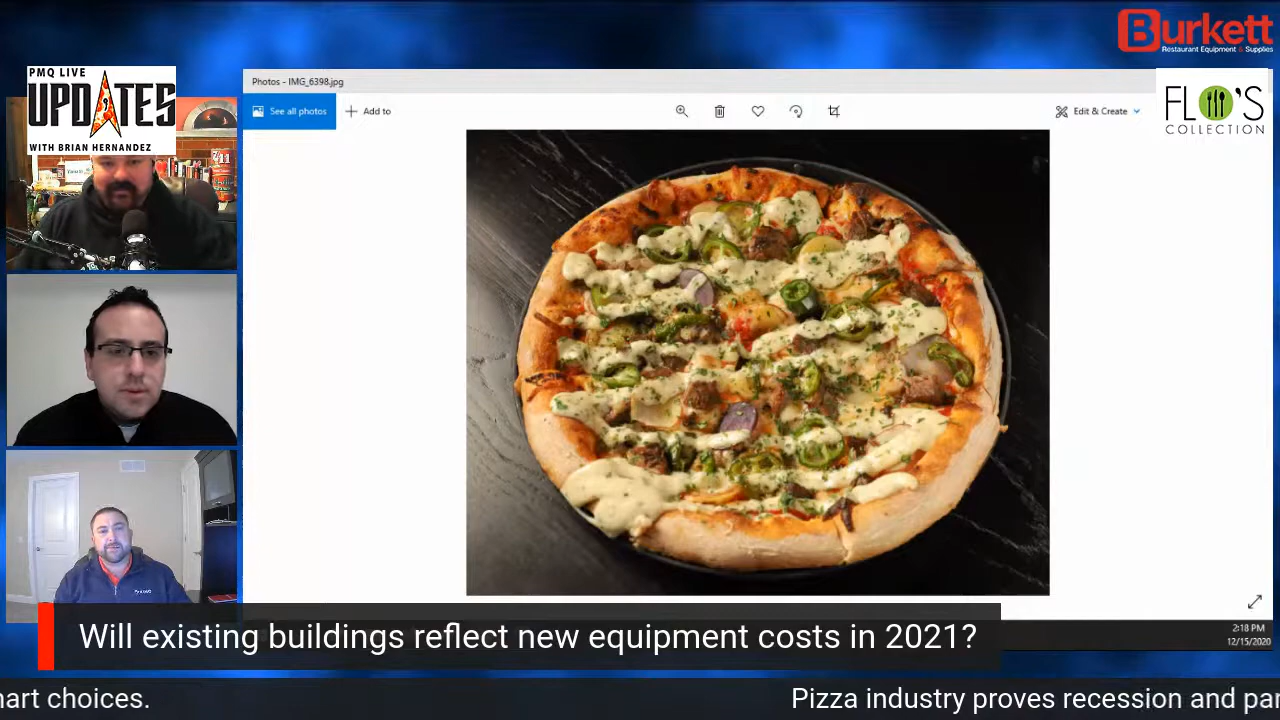 Burkett
Restaurant Equipment & Supplies
PMQ LIVE
UPDATES
WITH BRIAN HERNANDEZ
Photos - IMG_6398.jpg
See all photos
Add to
Edit & Create
FLO'S
COLLECTION
Will existing buildings reflect new equipment costs in 2021?
2:18 PM
12/15/2020
nart choices.
Pizza industry proves recession and pan